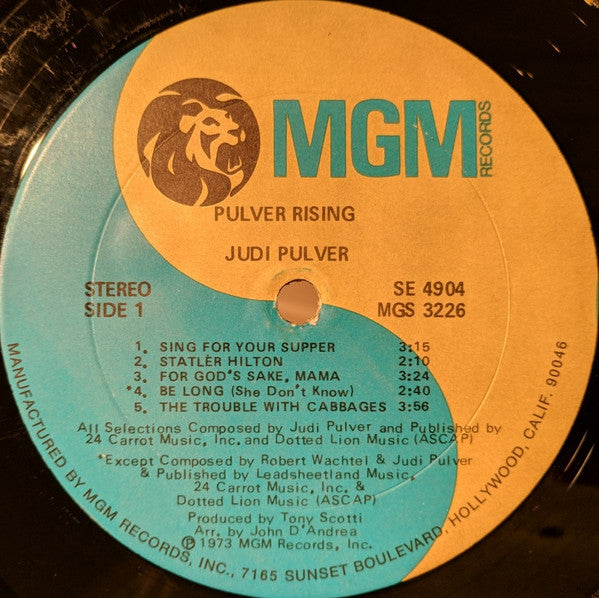 MGM
RECORDS
PULVER RISING
JUDI PULVER
STEREO
SIDE 1
SE 4904
MGS 3226
1. SING FOR YOUR SUPPER 3:15
2. STATLER HILTON 2:10
3. FOR GOD'S SAKE, MAMA 3:24
*4. BE LONG (She Don't Know) 2:40
5. THE TROUBLE WITH CABBAGES 3:56
All Selections Composed by Judi Pulver and Published by
24 Carrot Music, Inc. and Dotted Lion Music (ASCAP)
*Except Composed by Robert Wachtel & Judi Pulver
& Published by Leadsheetland Music,
24 Carrot Music, Inc. &
Dotted Lion Music (ASCAP)
Produced by Tony Scotti
Arr. by John D'Andrea
℗1973 MGM Records, Inc.
MANUFACTURED BY MGM RECORDS, INC., 7165 SUNSET BOULEVARD, HOLLYWOOD, CALIF. 90046